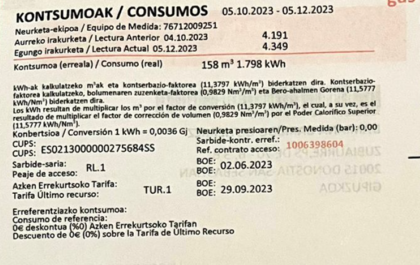 KONTSUMOAK / CONSUMOS 05.10.2023 - 05.12.2023
Neurketa-ekipoa / Equipo de Medida: 76712009251
Aurreko irakurketa / Lectura Anterior 04.10.2023 4.191
Egungo irakurketa / Lectura Actual 05.12.2023 4.349
Kontsumoa (erreala) / Consumo (real) 158 m³ 1.798 kWh
kWh-ak kalkulatzeko m³ak eta kontserbazio-faktorea (11,3797 kWh/m³) biderkatzen dira. Kontserbazio-
faktorea kalkulatzeko, bolumenaren zuzenketa-faktorea (0,9829 Nm³/m³) eta Bero-ahalmen Gorena (11,5777
kWh/Nm³) biderkatzen dira.
Los kWh resultan de multiplicar los m³ por el factor de conversión (11,3797 kWh/m³), el cual, a su vez, es el
resultado de multiplicar el factor de corrección de volumen (0,9829 Nm³/m³) por el Poder Calorífico Superior
(11,5777 kWh/Nm³).
Konbertsioa / Conversión 1 kWh = 0,0036 Gj Neurketa presioaren/Pres. Medida (bar): 0,00
CUPS: ES0213000000275684SS Sarbide-kontr. erref.: 1006398604
CUPS: Ref. contrato acceso:
Sarbide-saria: RL.1 BOE: 02.06.2023
Peaje de acceso: BOE:
Azken Errekurtsoko Tarifa: TUR.1 BOE: 29.09.2023
Tarifa Último recurso: BOE:
Erreferentziazko kontsumoa:
Consumo de referencia:
0€ deskontua (%0) Azken Errekurtsoko Tarifan
Descuento de 0€ (0%) sobre la Tarifa de Último Recurso